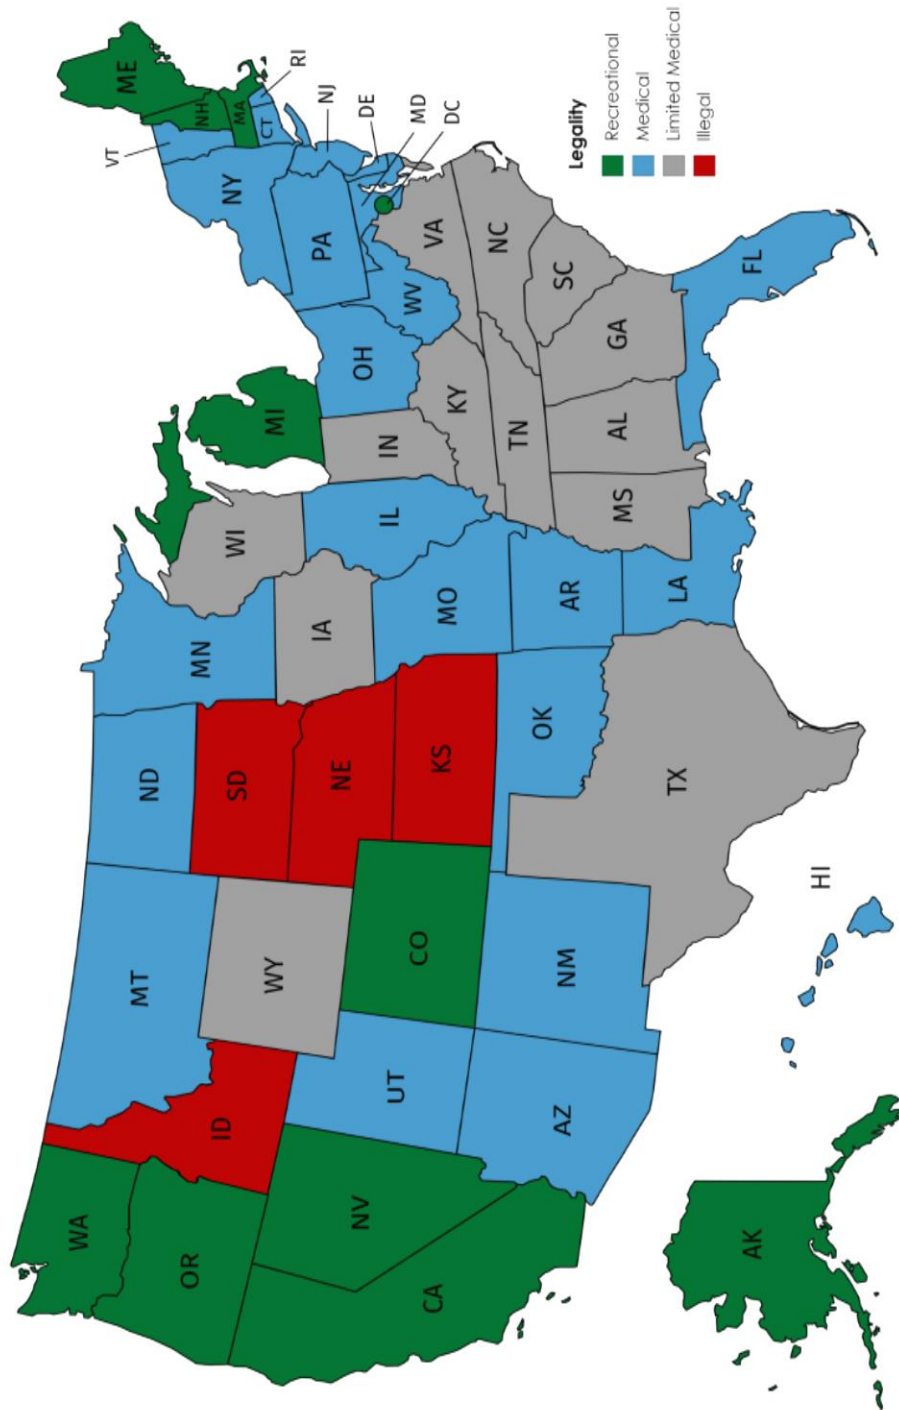 WA
OR
CA
NV
ID
MT
WY
UT
CO
AZ
NM
ND
SD
NE
KS
OK
TX
MN
IA
MO
AR
LA
WI
IL
MI
IN
OH
KY
TN
MS
AL
GA
FL
SC
NC
VA
WV
PA
NY
VT
NH
ME
MA
CT
RI
NJ
DE
MD
DC
AK
HI
Legality
Recreational
Medical
Limited Medical
Illegal